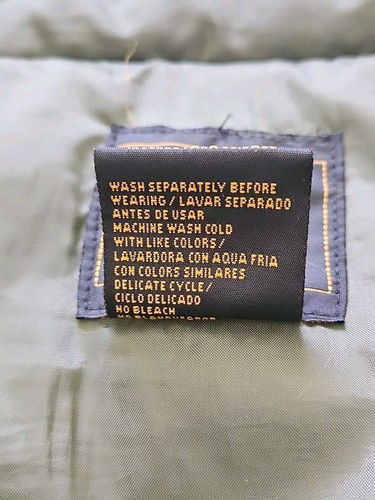 WASH SEPARATELY BEFORE
WEARING / LAVAR SEPARADO
ANTES DE USAR
MACHINE WASH COLD
WITH LIKE COLORS/
LAVARDORA CON AQUA FRIA
CON COLORS SIMILARES
DELICATE CYCLE/
CICLO DELICADO
NO BLEACH